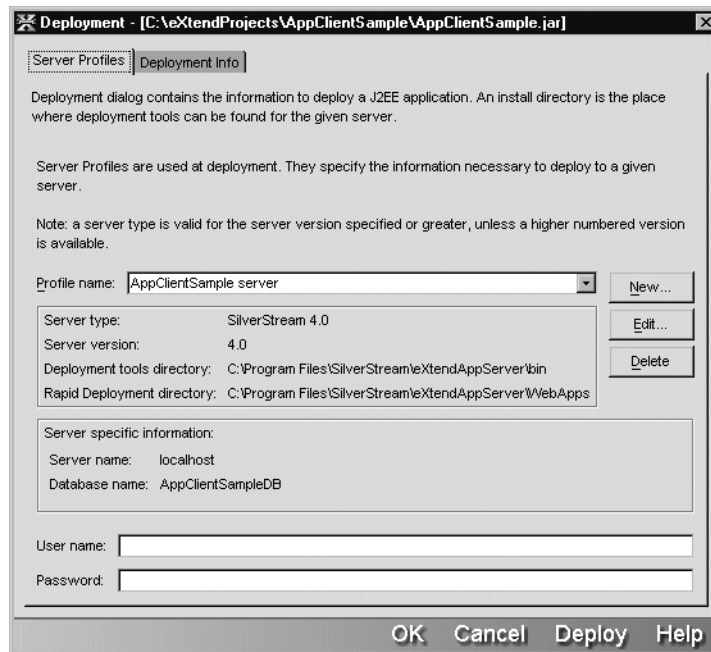 Deployment - [C:\eXtendProjects\AppClientSample\AppClientSample.jar]
Server Profiles Deployment Info
Deployment dialog contains the information to deploy a J2EE application. An install directory is the place
where deployment tools can be found for the given server.
Server Profiles are used at deployment. They specify the information necessary to deploy to a given
server.
Note: a server type is valid for the server version specified or greater, unless a higher numbered version
is available.
Profile name: AppClientSample server New...
Server type: SilverStream 4.0 Edit...
Server version: 4.0
Deployment tools directory: C:\Program Files\SilverStream\eXtendAppServer\bin Delete
Rapid Deployment directory: C:\Program Files\SilverStream\eXtendAppServer\WebApps
Server specific information:
Server name: localhost
Database name: AppClientSampleDB
User name:
Password:
OK Cancel Deploy Help